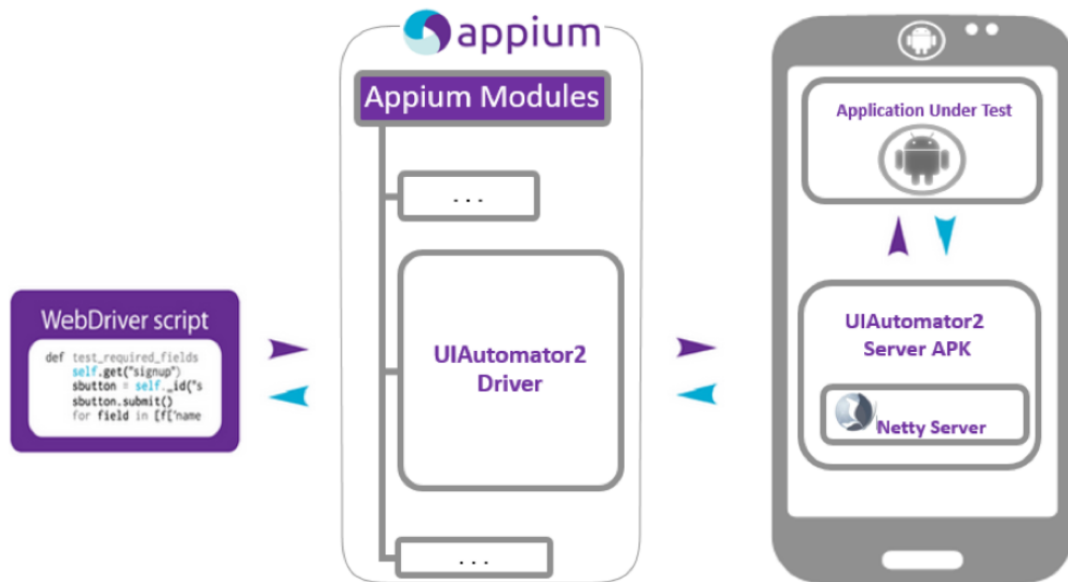 appium
Appium Modules
...
UIAutomator2
Driver
...
WebDriver script
def test_required_fields
self.get("signup")
sbutton = self._id("s
sbutton.submit()
for field in [f["name
Application Under Test
UIAutomator2
Server APK
Netty Server